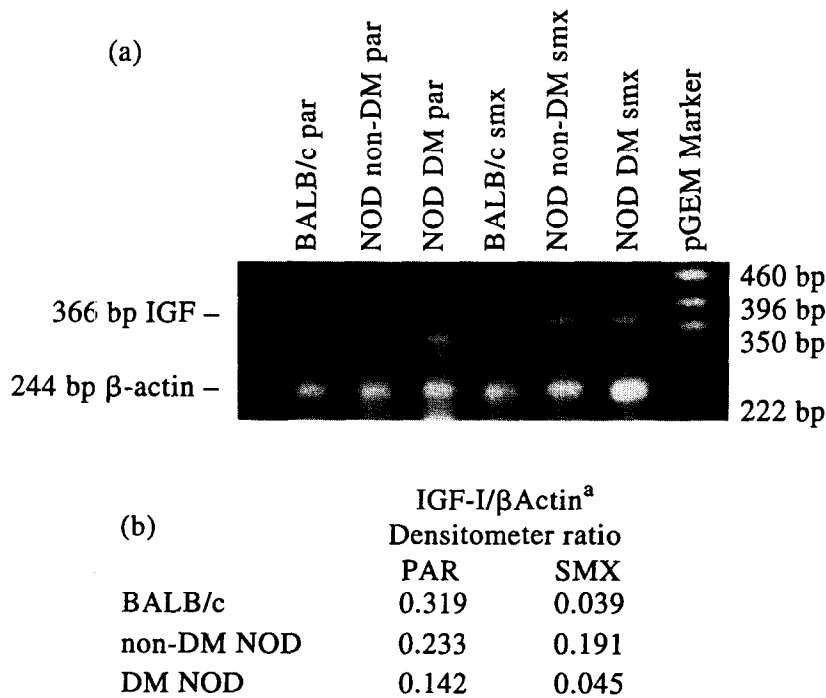 (a)
BALB/c par
NOD non-DM par
NOD DM par
BALB/c smx
NOD non-DM smx
NOD DM smx
pGEM Marker
366 bp IGF –
244 bp β-actin –
460 bp
396 bp
350 bp
222 bp
(b)
IGF-I/βActinᵃ
Densitometer ratio
PAR SMX
BALB/c 0.319 0.039
non-DM NOD 0.233 0.191
DM NOD 0.142 0.045